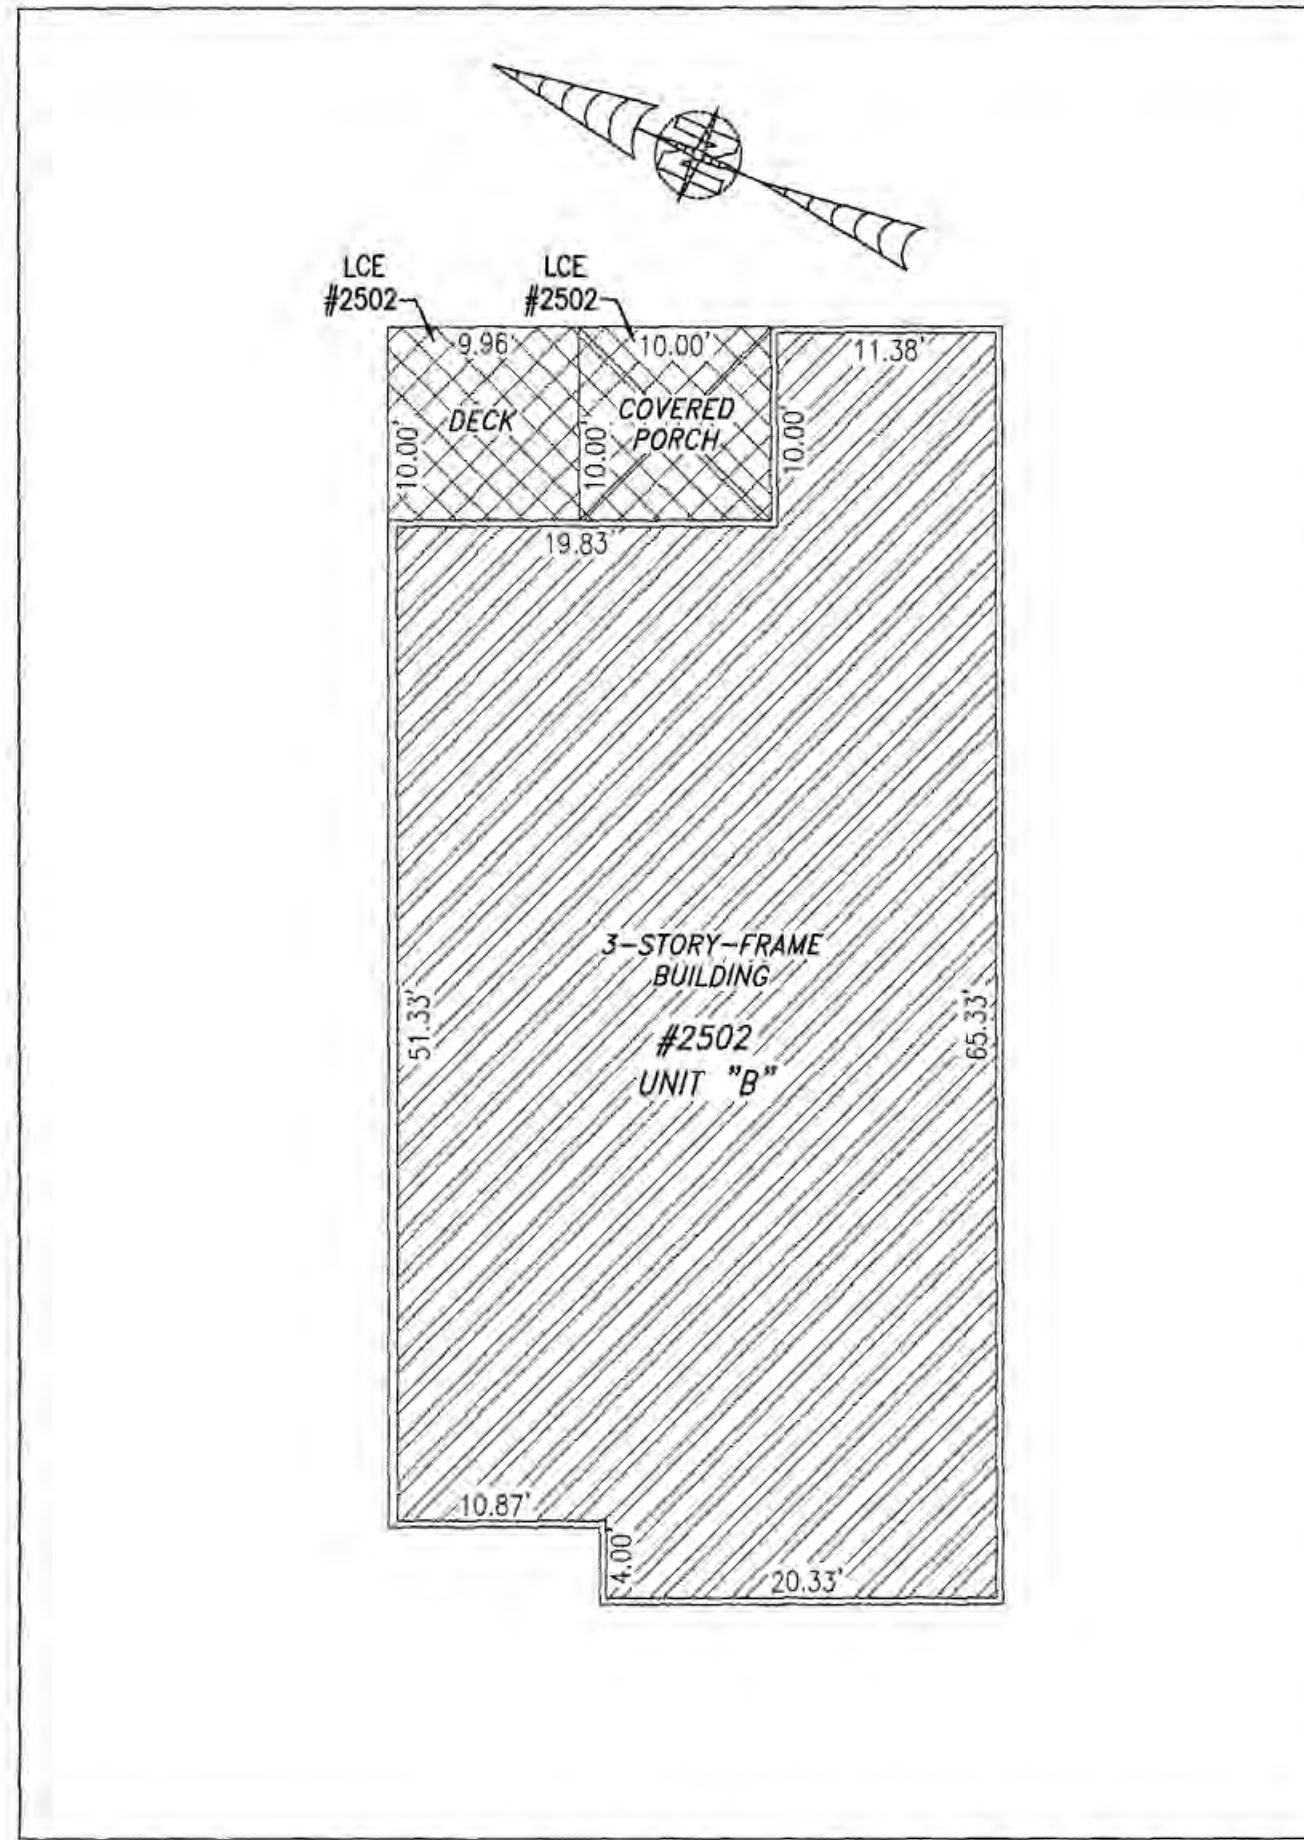 N
LCE
#2502
LCE
#2502
9.96'
10.00'
11.38'
DECK
COVERED
PORCH
10.00'
10.00'
10.00'
19.83'
3-STORY-FRAME
BUILDING
#2502
UNIT "B"
51.33'
65.33'
10.87'
4.00'
20.33'